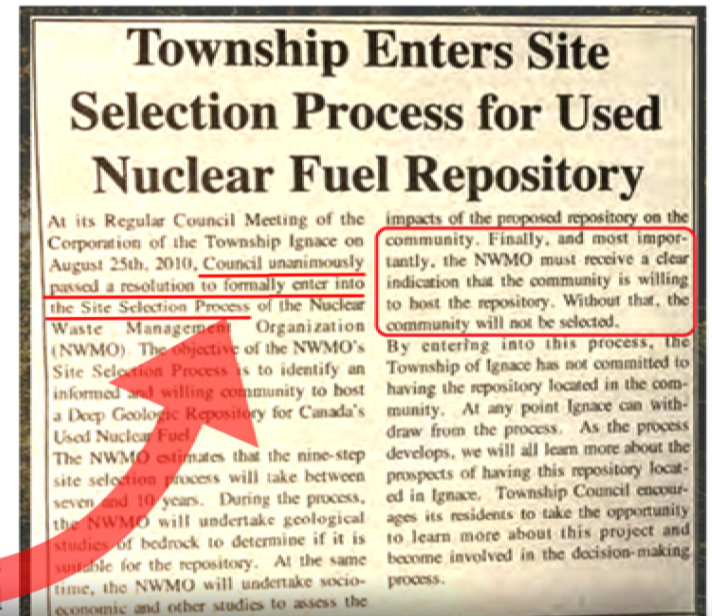 Township Enters Site
Selection Process for Used
Nuclear Fuel Repository
At its Regular Council Meeting of the
Corporation of the Township Ignace on
August 25th, 2010, Council unanimously
passed a resolution to formally enter into
the Site Selection Process of the Nuclear
Waste Management Organization
(NWMO). The objective of the NWMO's
Site Selection Process is to identify an
informed and willing community to host
a Deep Geologic Repository for Canada's
Used Nuclear Fuel.
The NWMO estimates that the nine-step
site selection process will take between
seven and 10 years. During the process,
the NWMO will undertake geological
studies of bedrock to determine if it is
suitable for the repository. At the same
time, the NWMO will undertake socio-
economic and other studies to assess the
impacts of the proposed repository on the
community. Finally, and most impor-
tantly, the NWMO must receive a clear
indication that the community is willing
to host the repository. Without that, the
community will not be selected.
By entering into this process, the
Township of Ignace has not committed to
having the repository located in the com-
munity. At any point Ignace can with-
draw from the process. As the process
develops, we will all learn more about the
prospects of having this repository locat-
ed in Ignace. Township Council encour-
ages its residents to take the opportunity
to learn more about this project and
become involved in the decision-making
process.